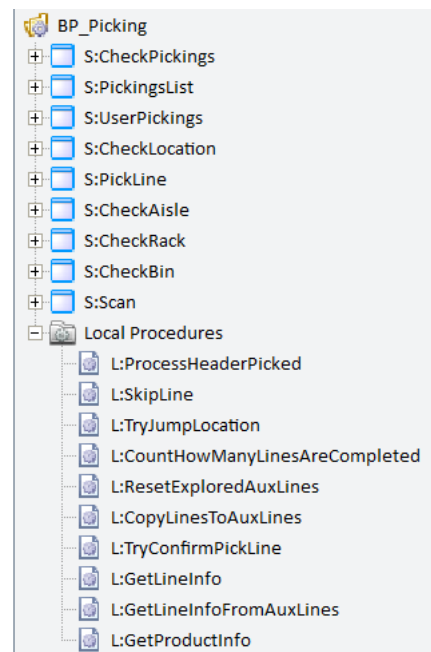 BP_Picking
S:CheckPickings
S:PickingsList
S:UserPickings
S:CheckLocation
S:PickLine
S:CheckAisle
S:CheckRack
S:CheckBin
S:Scan
Local Procedures
L:ProcessHeaderPicked
L:SkipLine
L:TryJumpLocation
L:CountHowManyLinesAreCompleted
L:ResetExploredAuxLines
L:CopyLinesToAuxLines
L:TryConfirmPickLine
L:GetLineInfo
L:GetLineInfoFromAuxLines
L:GetProductInfo